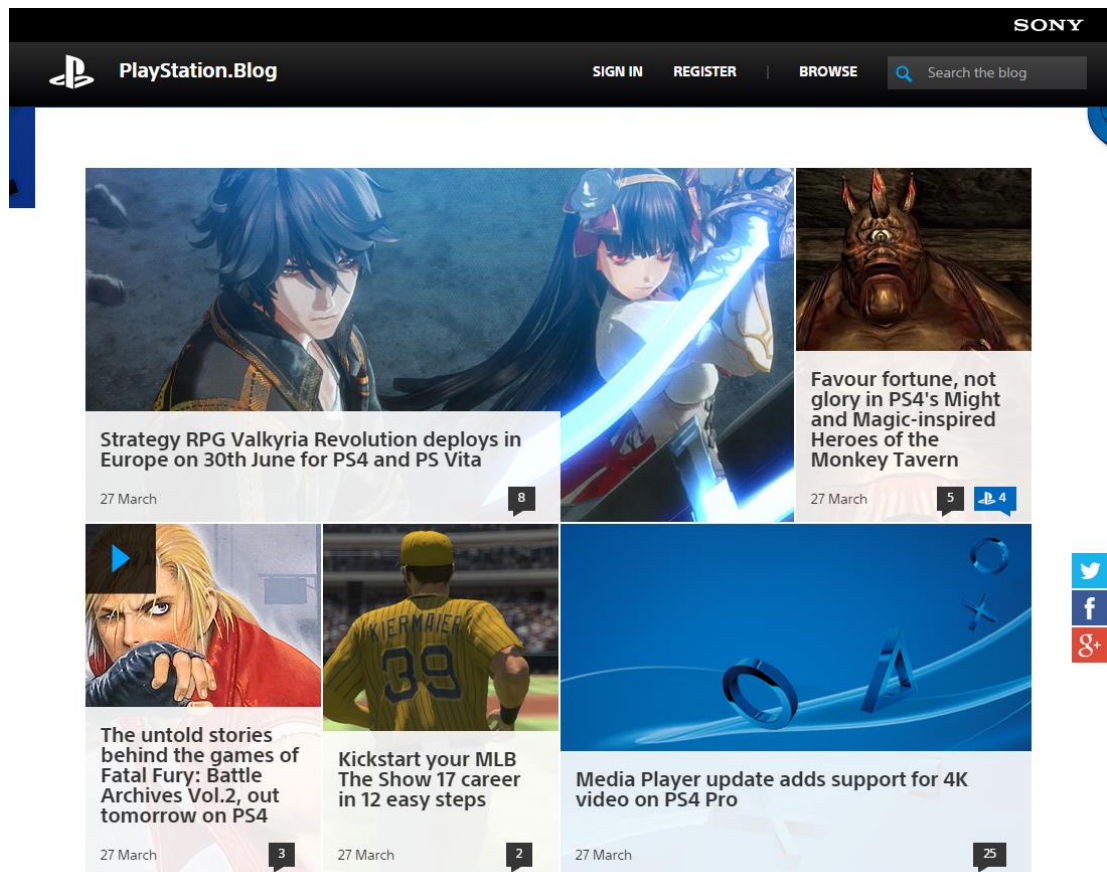 SONY
PlayStation.Blog
SIGN IN
REGISTER
BROWSE
Search the blog
Strategy RPG Valkyria Revolution deploys in
Europe on 30th June for PS4 and PS Vita
27 March
8
Favour fortune, not
glory in PS4's Might
and Magic-inspired
Heroes of the
Monkey Tavern
27 March
5
4
The untold stories
behind the games of
Fatal Fury: Battle
Archives Vol.2, out
tomorrow on PS4
27 March
3
KIERMAIER
39
Kickstart your MLB
The Show 17 career
in 12 easy steps
27 March
2
Media Player update adds support for 4K
video on PS4 Pro
27 March
25
f
g+